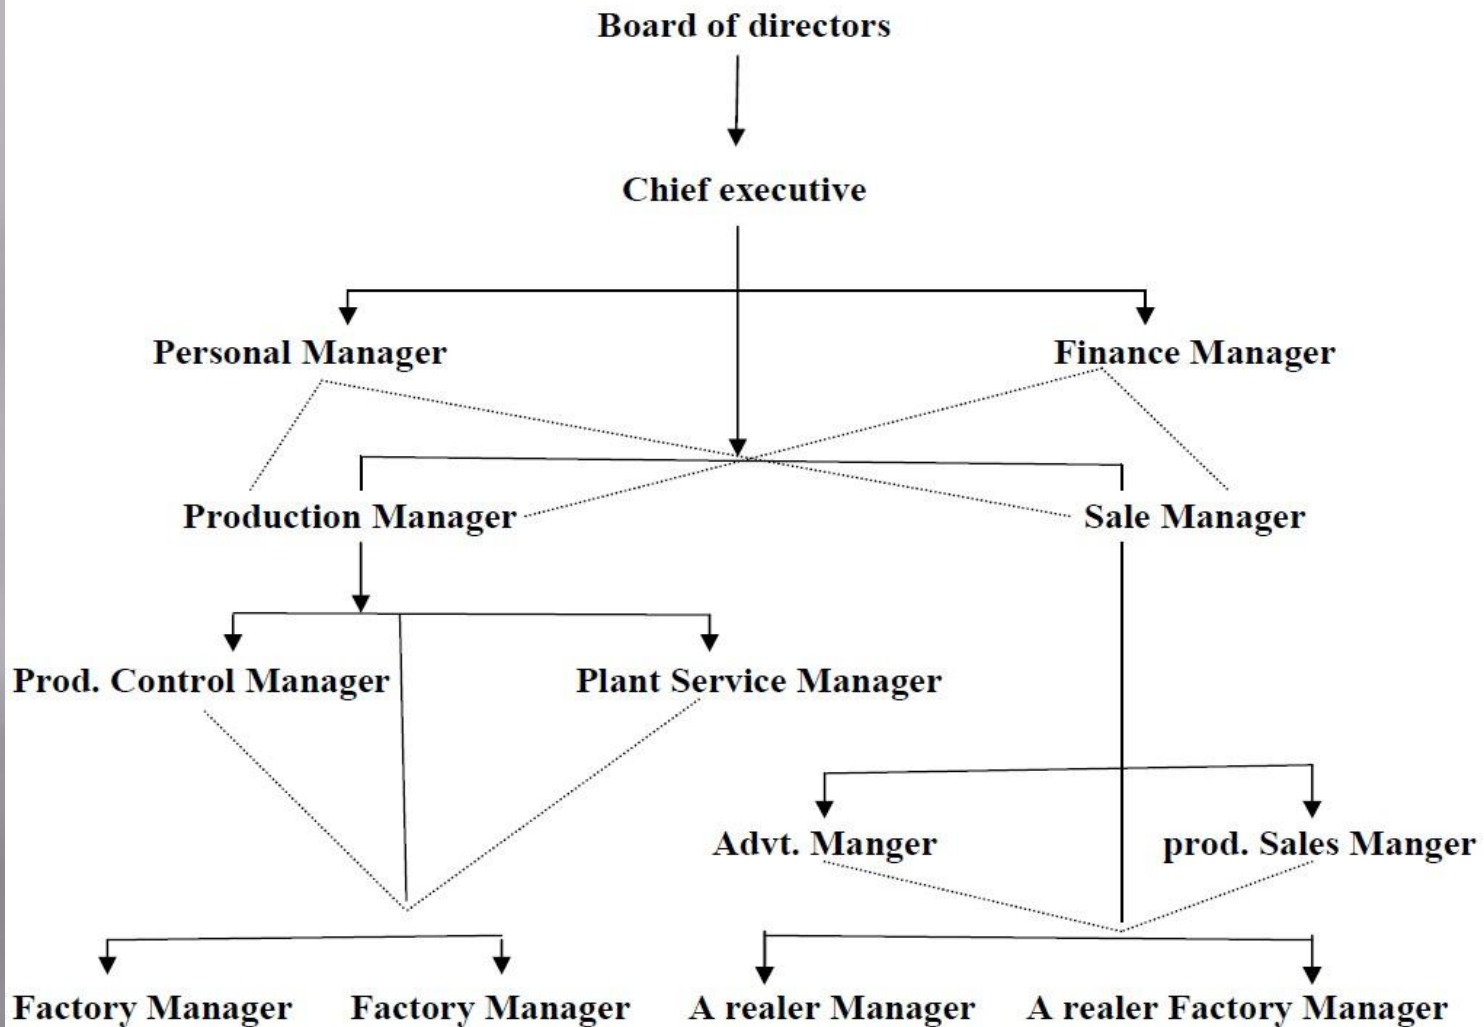 Board of directors
Chief executive
Personal Manager
Finance Manager
Production Manager
Sale Manager
Prod. Control Manager
Plant Service Manager
Advt. Manger
prod. Sales Manger
Factory Manager
Factory Manager
A realer Manager
A realer Factory Manager